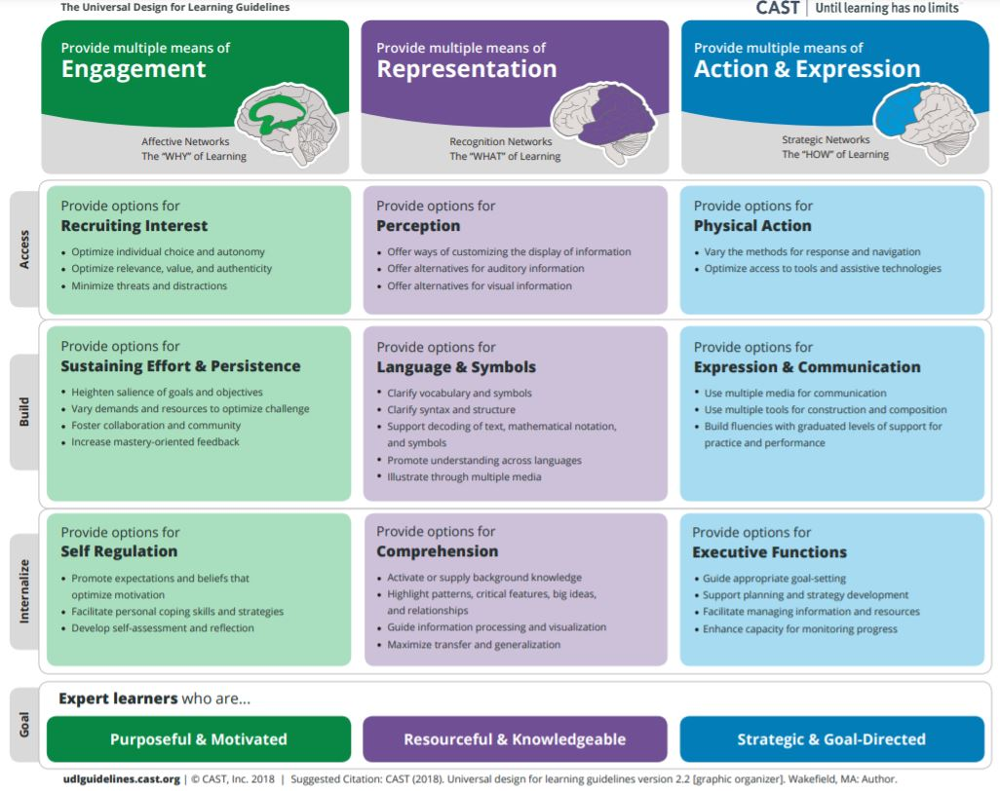 The Universal Design for Learning Guidelines
CAST | Until learning has no limits
Provide multiple means of
Engagement
Affective Networks
The "WHY" of Learning
Provide multiple means of
Representation
Recognition Networks
The "WHAT" of Learning
Provide multiple means of
Action & Expression
Strategic Networks
The "HOW" of Learning
Access
Provide options for
Recruiting Interest
• Optimize individual choice and autonomy
• Optimize relevance, value, and authenticity
• Minimize threats and distractions
Provide options for
Perception
• Offer ways of customizing the display of information
• Offer alternatives for auditory information
• Offer alternatives for visual information
Provide options for
Physical Action
• Vary the methods for response and navigation
• Optimize access to tools and assistive technologies
Build
Provide options for
Sustaining Effort & Persistence
• Heighten salience of goals and objectives
• Vary demands and resources to optimize challenge
• Foster collaboration and community
• Increase mastery-oriented feedback
Provide options for
Language & Symbols
• Clarify vocabulary and symbols
• Clarify syntax and structure
• Support decoding of text, mathematical notation,
and symbols
• Promote understanding across languages
• Illustrate through multiple media
Provide options for
Expression & Communication
• Use multiple media for communication
• Use multiple tools for construction and composition
• Build fluencies with graduated levels of support for
practice and performance
Internalize
Provide options for
Self Regulation
• Promote expectations and beliefs that
optimize motivation
• Facilitate personal coping skills and strategies
• Develop self-assessment and reflection
Provide options for
Comprehension
• Activate or supply background knowledge
• Highlight patterns, critical features, big ideas,
and relationships
• Guide information processing and visualization
• Maximize transfer and generalization
Provide options for
Executive Functions
• Guide appropriate goal-setting
• Support planning and strategy development
• Facilitate managing information and resources
• Enhance capacity for monitoring progress
Goal
Expert learners who are...
Purposeful & Motivated
Resourceful & Knowledgeable
Strategic & Goal-Directed
udlguidelines.cast.org | © CAST, Inc. 2018 | Suggested Citation: CAST (2018). Universal design for learning guidelines version 2.2 [graphic organizer]. Wakefield, MA: Author.